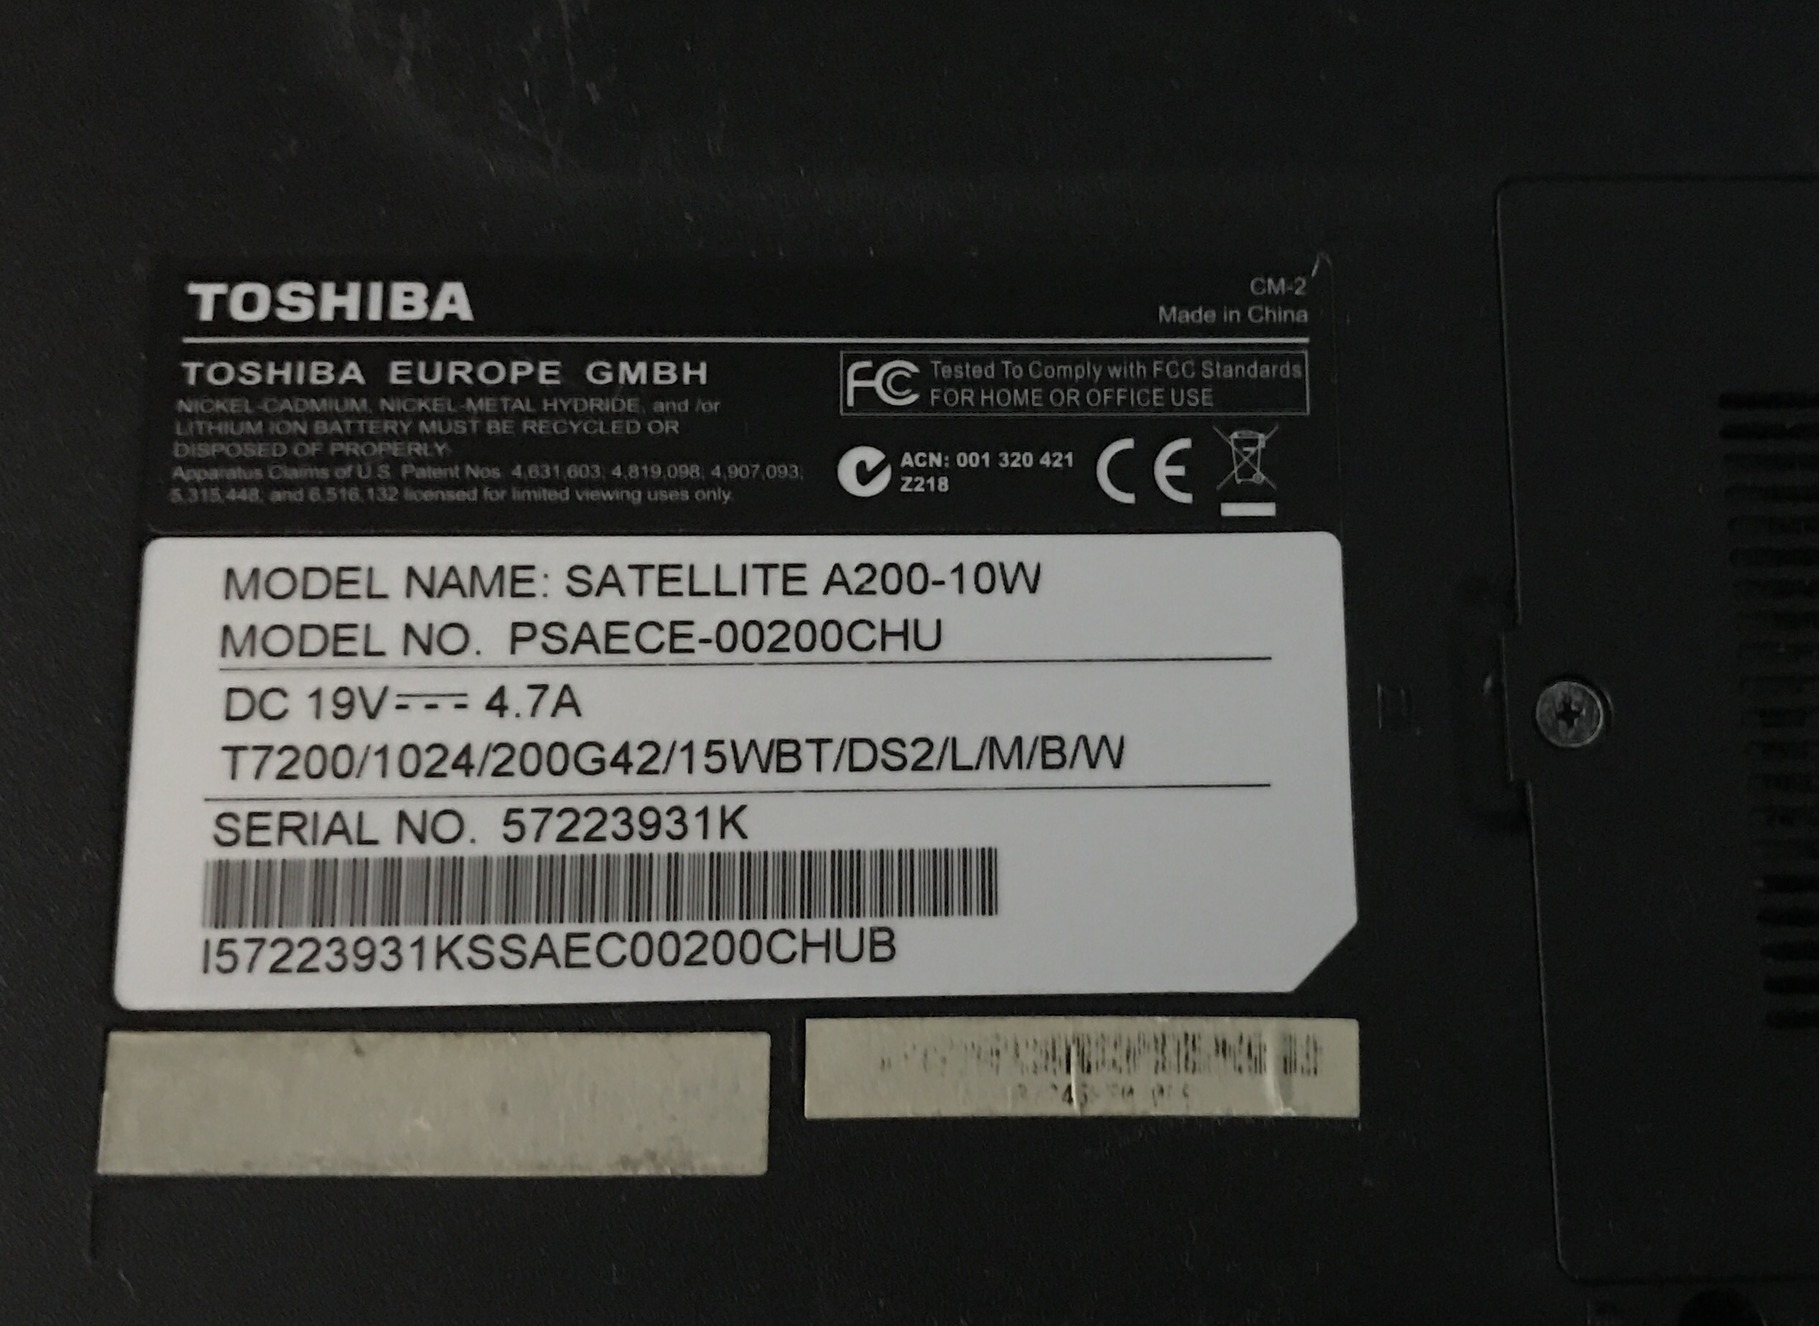 TOSHIBA
CM-2
Made in China
TOSHIBA EUROPE GMBH
NICKEL-CADMIUM, NICKEL-METAL HYDRIDE, and /or
LITHIUM ION BATTERY MUST BE RECYCLED OR
DISPOSED OF PROPERLY
Apparatus Claims of U.S. Patent Nos. 4,631,603; 4,819,098; 4,907,093;
5,315,448; and 6,516,132 licensed for limited viewing uses only.
FC Tested To Comply with FCC Standards
FOR HOME OR OFFICE USE
ACN: 001 320 421
Z218
CE
MODEL NAME: SATELLITE A200-10W
MODEL NO. PSAECE-00200CHU
DC 19V⎓ 4.7A
T7200/1024/200G42/15WBT/DS2/L/M/B/W
SERIAL NO. 57223931K
I57223931KSSAEC00200CHUB